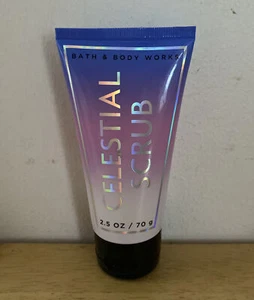 BATH & BODY WORKS
CELESTIAL
SCRUB
2.5 OZ / 70 g